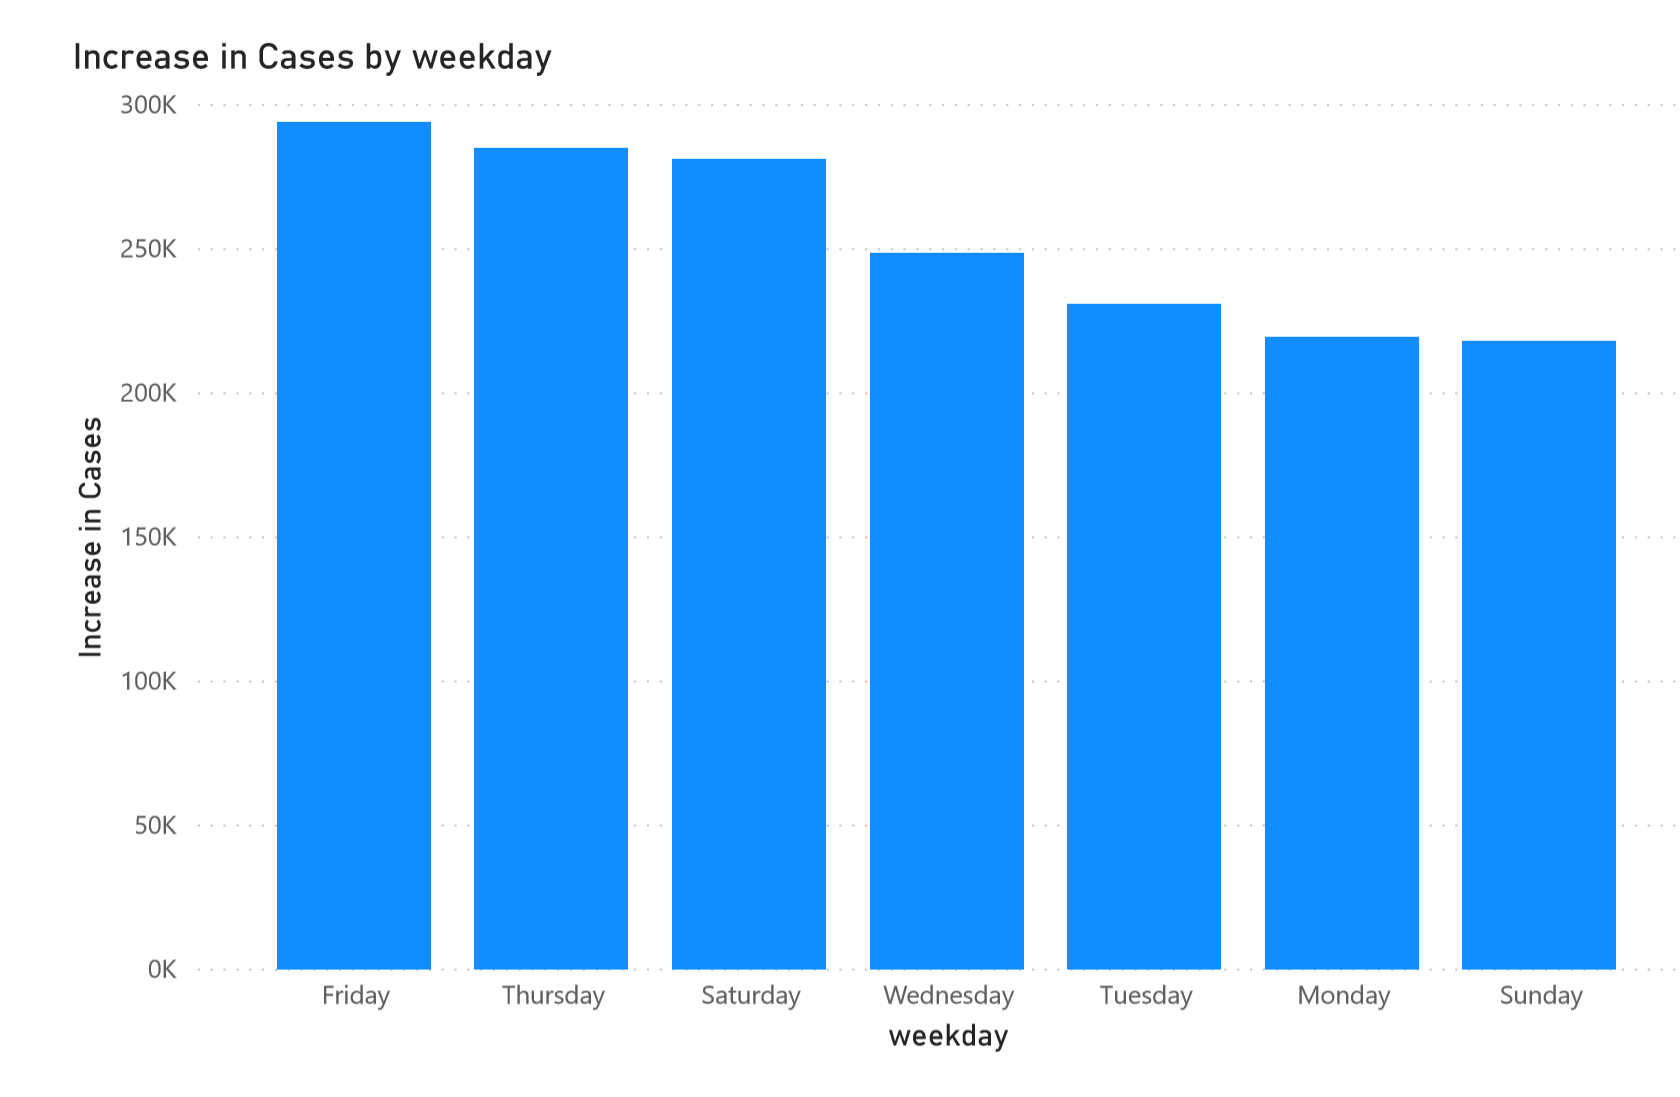 Increase in Cases by weekday
300K
250K
200K
150K
100K
50K
0K
Increase in Cases
Friday Thursday Saturday Wednesday Tuesday Monday Sunday
weekday